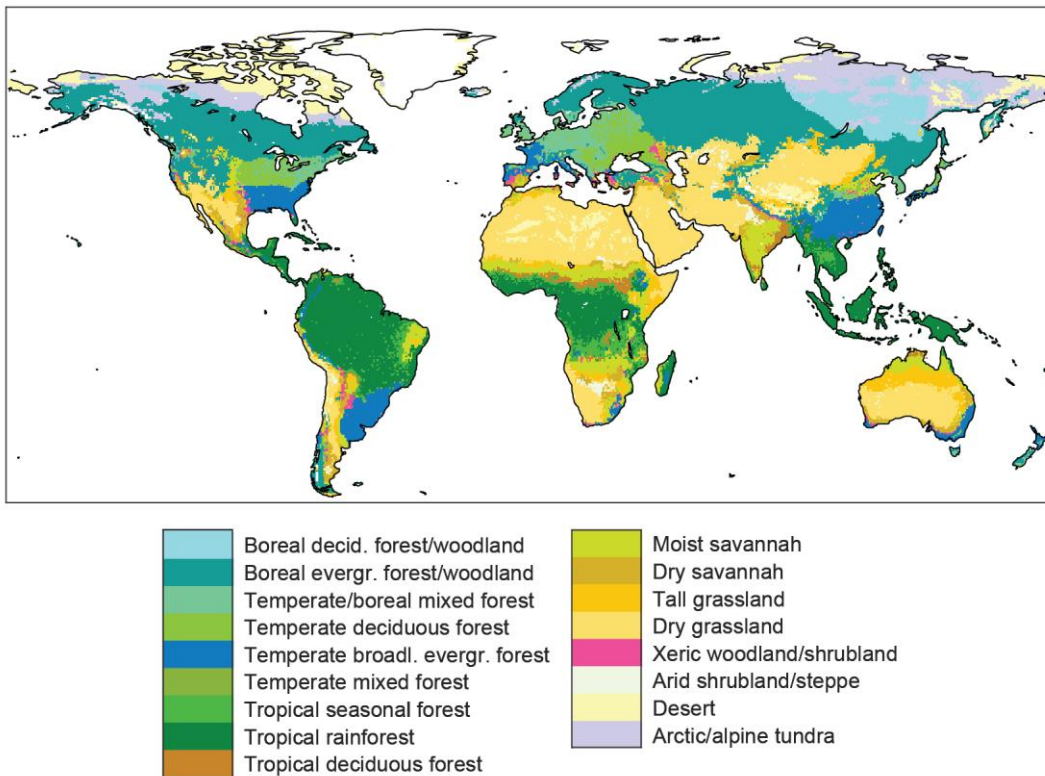 Boreal decid. forest/woodland
Boreal evergr. forest/woodland
Temperate/boreal mixed forest
Temperate deciduous forest
Temperate broadl. evergr. forest
Temperate mixed forest
Tropical seasonal forest
Tropical rainforest
Tropical deciduous forest
Moist savannah
Dry savannah
Tall grassland
Dry grassland
Xeric woodland/shrubland
Arid shrubland/steppe
Desert
Arctic/alpine tundra